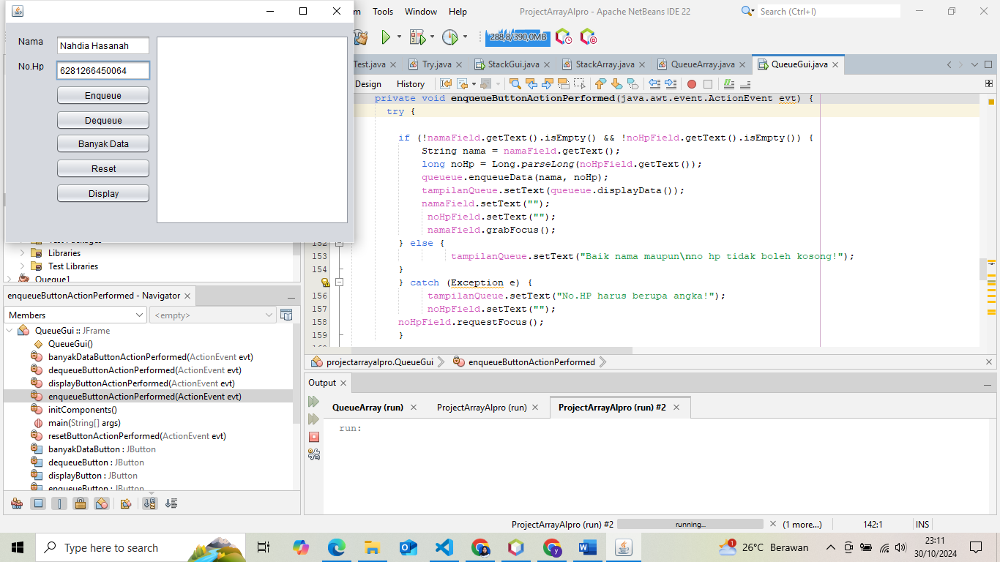 m Tools Window Help ProjectArrayAlpro - Apache NetBeans IDE 22 Search (Ctrl+I)
288,8/390,0MB
Nama Nahdia Hasanah
No.Hp 6281266450064
Enqueue
Dequeue
Banyak Data
Reset
Display
Test.java Try.java StackGui.java StackArray.java QueueArray.java QueueGui.java
Design History
private void enqueueButtonActionPerformed(java.awt.event.ActionEvent evt) {
try {
if (!namaField.getText().isEmpty() && !noHpField.getText().isEmpty()) {
String nama = namaField.getText();
long noHp = Long.parseLong(noHpField.getText());
queueue.enqueueData(nama, noHp);
tampilanQueue.setText(queueue.displayData());
namaField.setText("");
noHpField.setText("");
namaField.grabFocus();
152 } else {
153 tampilanQueue.setText("Baik nama maupun\nno hp tidak boleh kosong!");
154 }
} catch (Exception e) {
156 tampilanQueue.setText("No.HP harus berupa angka!");
157 noHpField.setText("");
158 noHpField.requestFocus();
159 }
projectarrayalpro.QueueGui enqueueButtonActionPerformed
Test Packages
Libraries
Test Libraries
Queque1
enqueueButtonActionPerformed - Navigator
Members <empty>
QueueGui :: JFrame
QueueGui()
banyakDataButtonActionPerformed(ActionEvent evt)
dequeueButtonActionPerformed(ActionEvent evt)
displayButtonActionPerformed(ActionEvent evt)
enqueueButtonActionPerformed(ActionEvent evt)
initComponents()
main(String[] args)
resetButtonActionPerformed(ActionEvent evt)
banyakDataButton : JButton
dequeueButton : JButton
displayButton : JButton
enqueueButton : JButton
Output
QueueArray (run) ProjectArrayAlpro (run) ProjectArrayAlpro (run) #2
run:
ProjectArrayAlpro (run) #2 running... (1 more...) 142:1 INS
Type here to search
26°C Berawan
23:11
30/10/2024